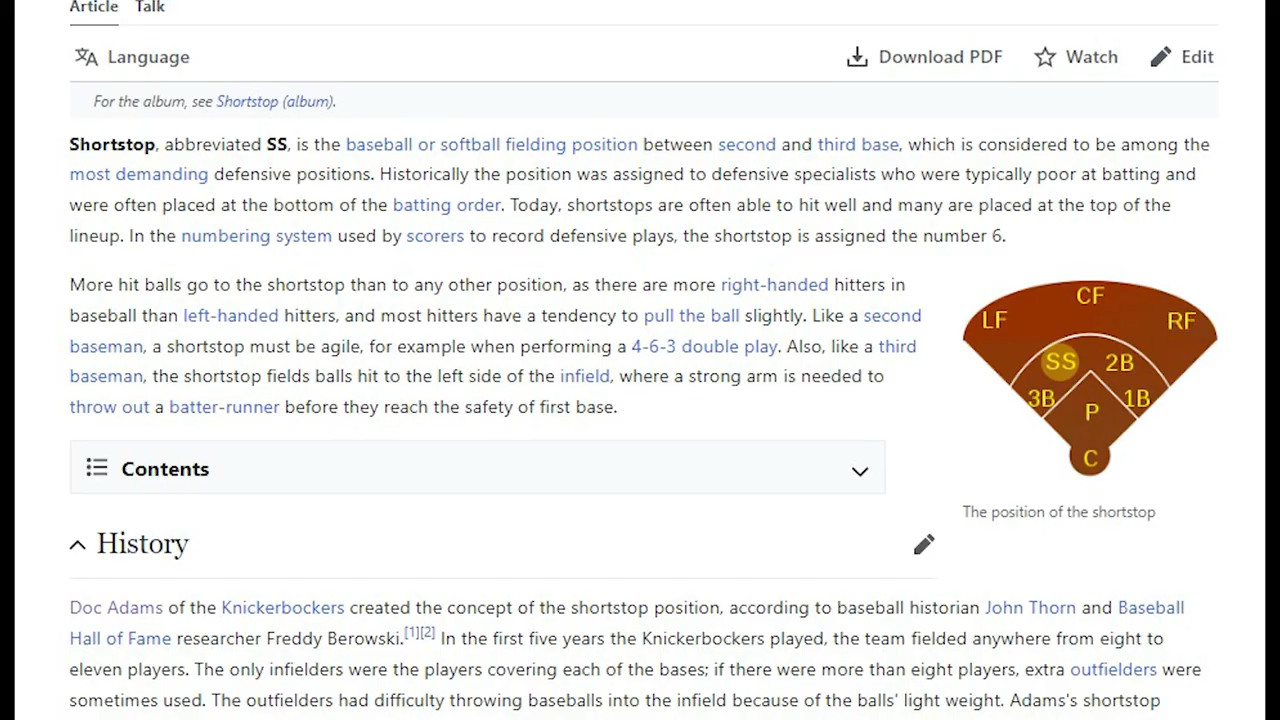 Article Talk
Language Download PDF Watch Edit
For the album, see Shortstop (album).
Shortstop, abbreviated SS, is the baseball or softball fielding position between second and third base, which is considered to be among the
most demanding defensive positions. Historically the position was assigned to defensive specialists who were typically poor at batting and
were often placed at the bottom of the batting order. Today, shortstops are often able to hit well and many are placed at the top of the
lineup. In the numbering system used by scorers to record defensive plays, the shortstop is assigned the number 6.
More hit balls go to the shortstop than to any other position, as there are more right-handed hitters in
baseball than left-handed hitters, and most hitters have a tendency to pull the ball slightly. Like a second
baseman, a shortstop must be agile, for example when performing a 4-6-3 double play. Also, like a third
baseman, the shortstop fields balls hit to the left side of the infield, where a strong arm is needed to
throw out a batter-runner before they reach the safety of first base.
CF
LF RF
SS 2B
3B 1B
P
C
The position of the shortstop
Contents
History
Doc Adams of the Knickerbockers created the concept of the shortstop position, according to baseball historian John Thorn and Baseball
Hall of Fame researcher Freddy Berowski.[1][2] In the first five years the Knickerbockers played, the team fielded anywhere from eight to
eleven players. The only infielders were the players covering each of the bases; if there were more than eight players, extra outfielders were
sometimes used. The outfielders had difficulty throwing baseballs into the infield because of the balls' light weight. Adams's shortstop